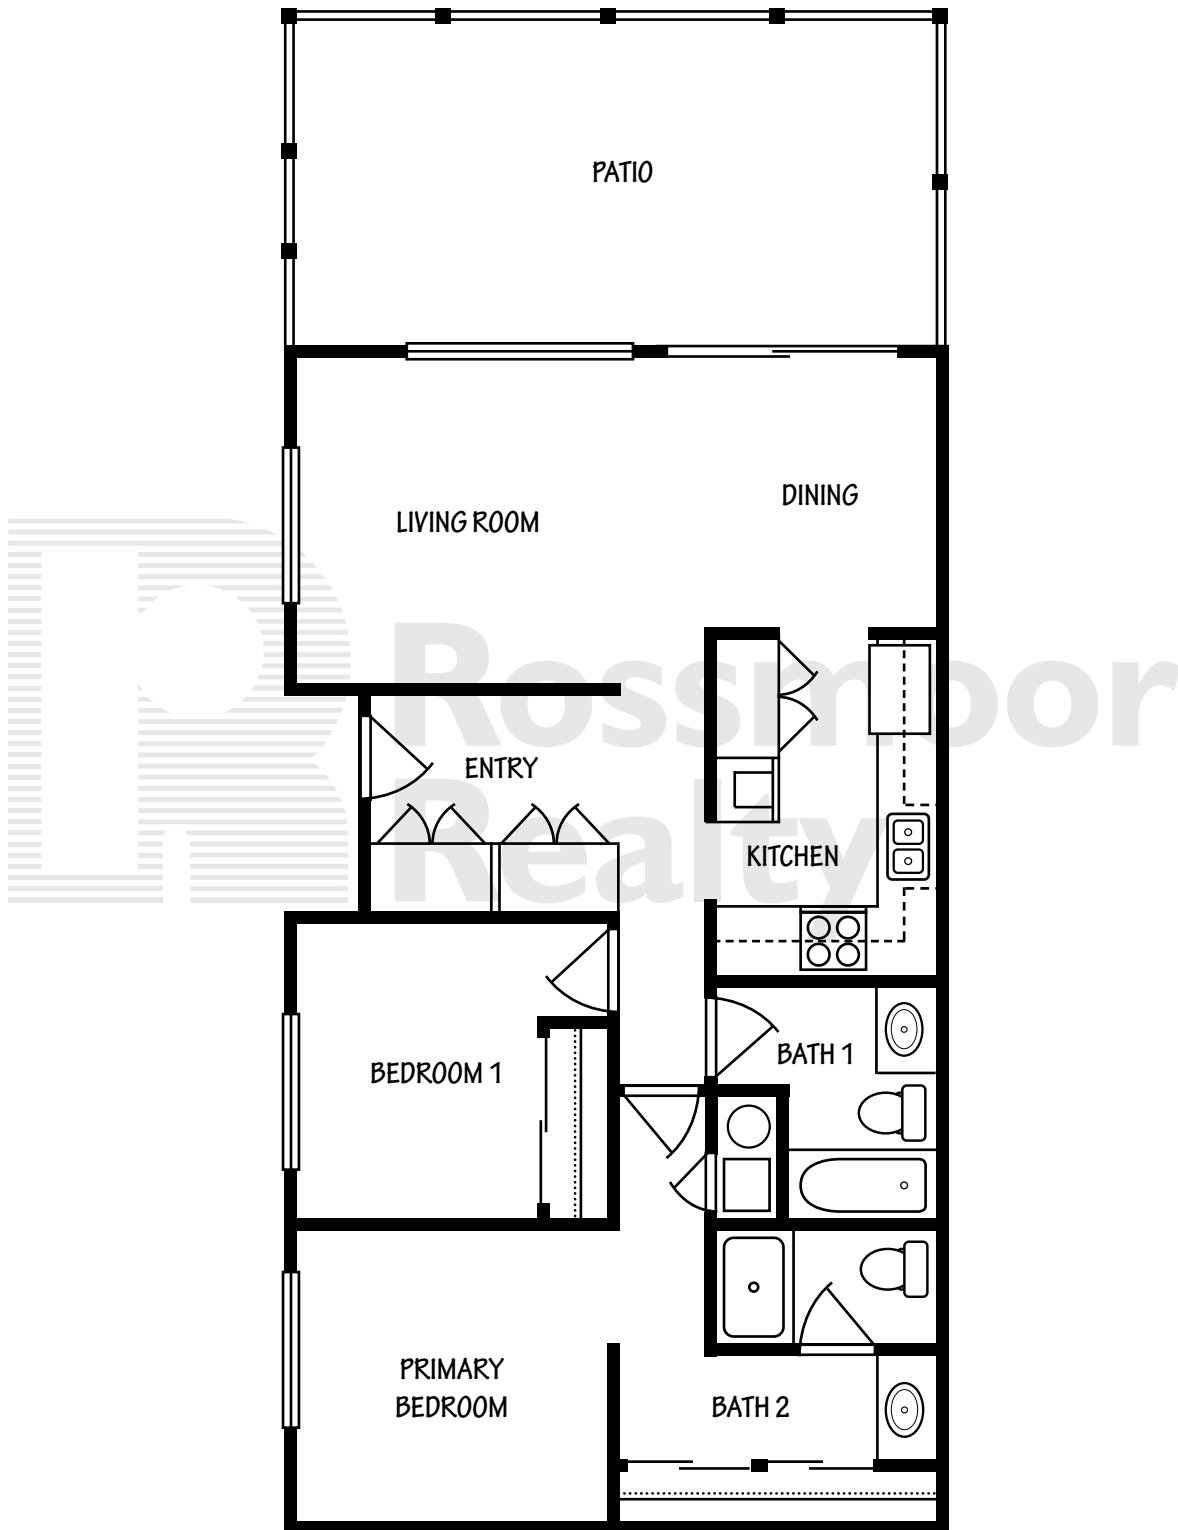 PATIO
DINING
LIVING ROOM
Rossmoor
Realty
ENTRY
KITCHEN
BATH 1
BEDROOM 1
PRIMARY
BEDROOM
BATH 2